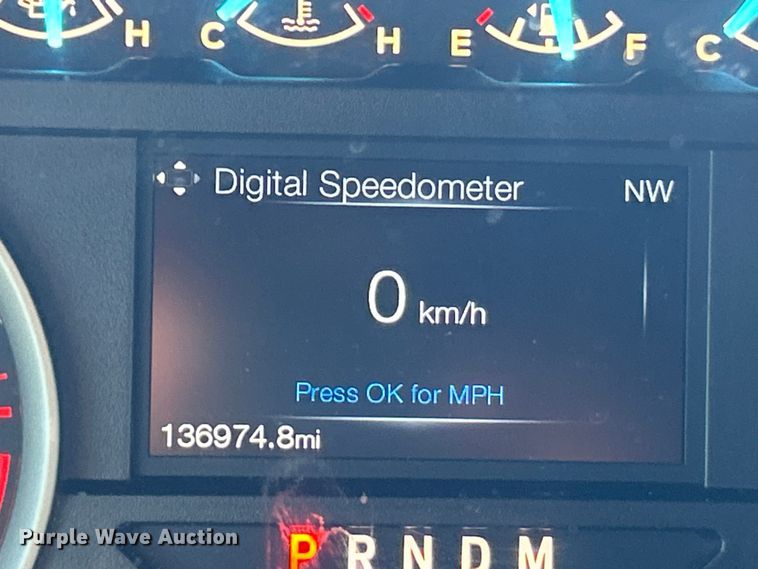 H C H E F C
Digital Speedometer NW
0 km/h
Press OK for MPH
136974.8mi
Purple Wave Auction
P R N D M